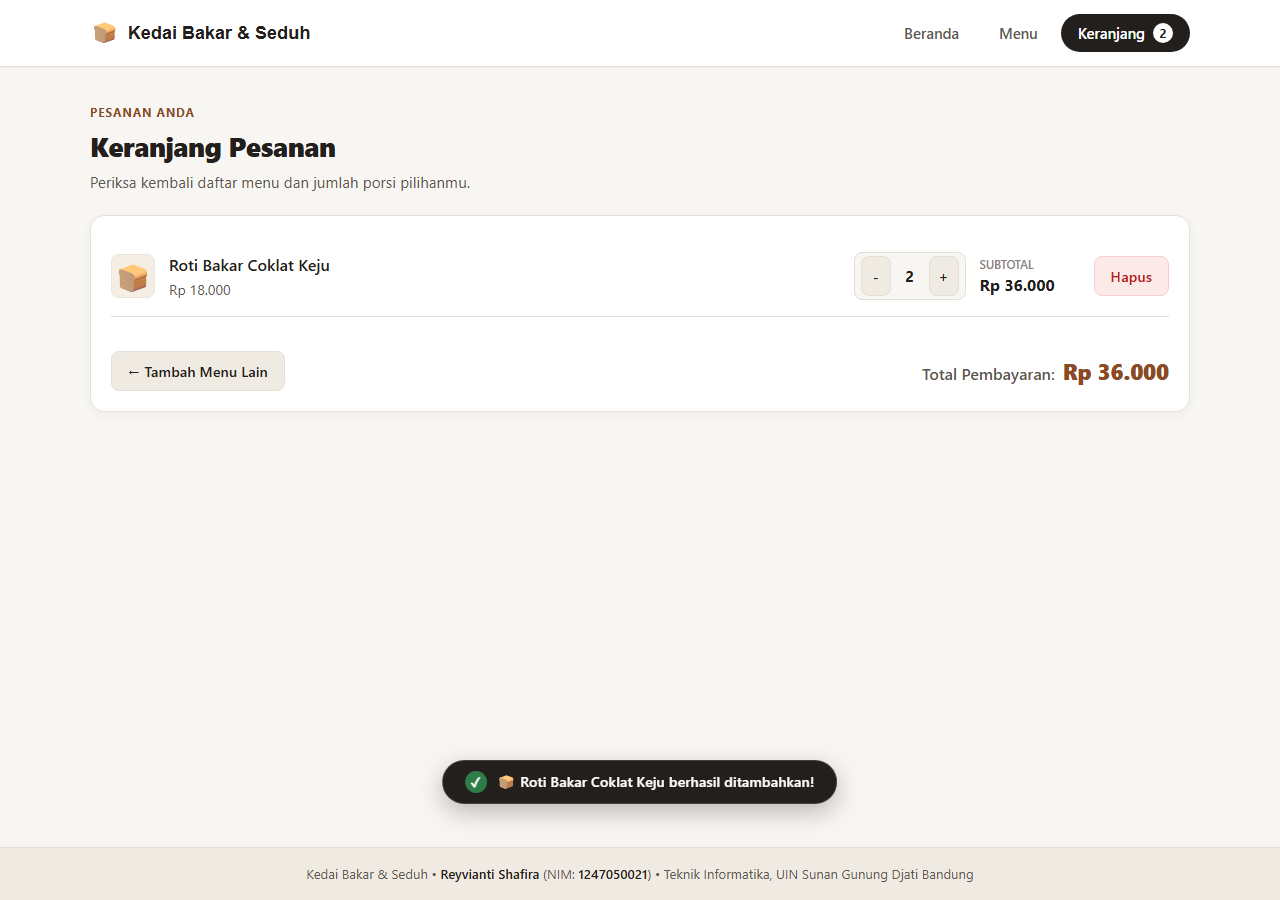 Kedai Bakar & Seduh
Beranda
Menu
Keranjang 2
PESANAN ANDA
Keranjang Pesanan
Periksa kembali daftar menu dan jumlah porsi pilihanmu.
Roti Bakar Coklat Keju
Rp 18.000
- 2 +
SUBTOTAL
Rp 36.000
Hapus
← Tambah Menu Lain
Total Pembayaran: Rp 36.000
Roti Bakar Coklat Keju berhasil ditambahkan!
Kedai Bakar & Seduh • Reyvianti Shafira (NIM: 1247050021) • Teknik Informatika, UIN Sunan Gunung Djati Bandung